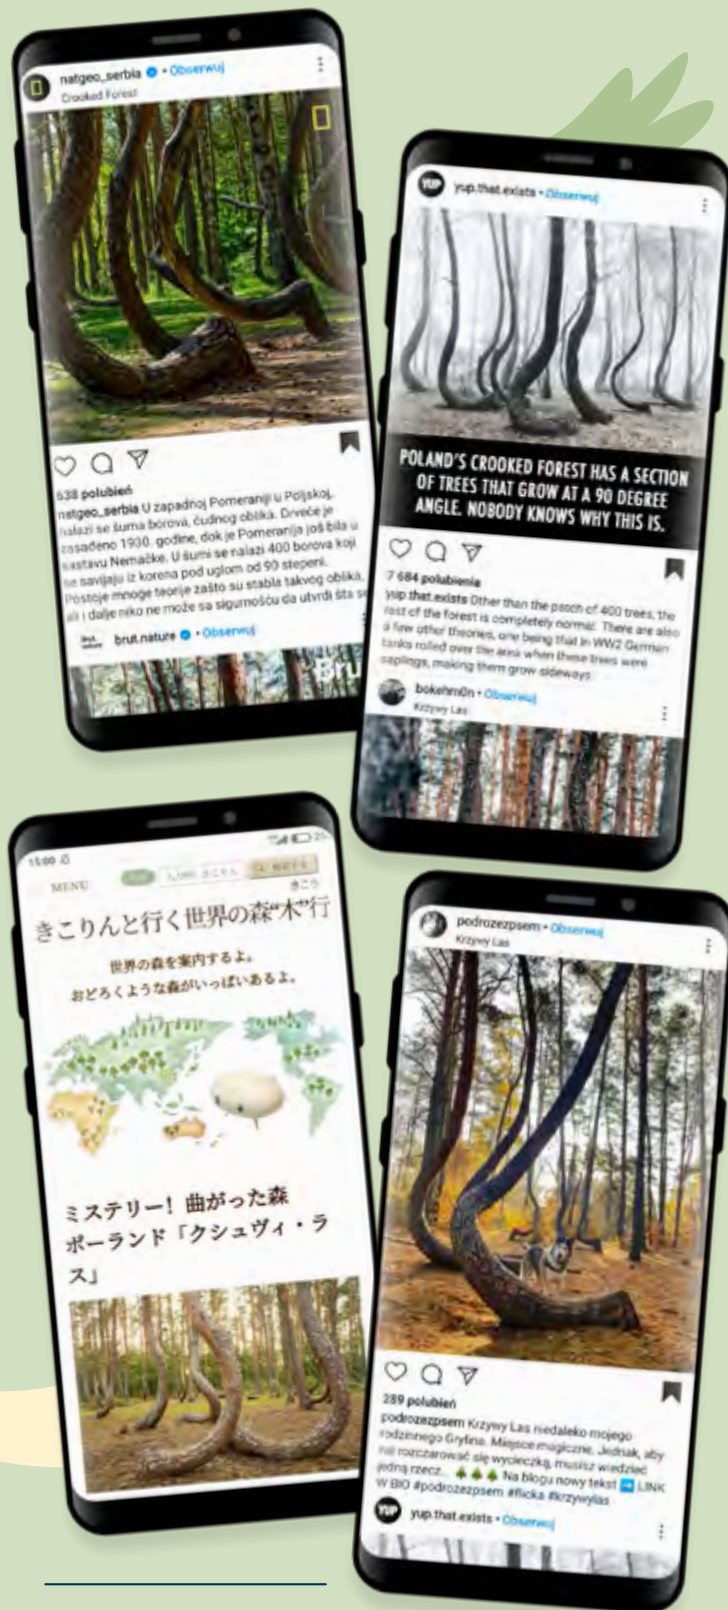 natgeo_serbia • Obserwuj
Crooked Forest
638 polubień
natgeo_serbia U zapadnoj Pomeraniji u Poljskoj,
nalazi se šuma borova, čudnog oblika. Drveće je
zasađeno 1930. godine, dok je Pomeranija još bila u
sastavu Nemačke. U šumi se nalazi 400 borova koji
se savijaju iz korena pod uglom od 90 stepeni.
Postoje mnoge teorije zašto su stabla takvog oblika,
ali i dalje niko ne može sa sigurnošću da utvrdi šta se
brut.nature • Obserwuj
Bru
YUP
yup.that.exists • Obserwuj
POLAND'S CROOKED FOREST HAS A SECTION
OF TREES THAT GROW AT A 90 DEGREE
ANGLE. NOBODY KNOWS WHY THIS IS.
7 684 polubienia
yup.that.exists Other than the patch of 400 trees, the
rest of the forest is completely normal. There are also
a few other theories, one being that in WW2 German
tanks rolled over the area when these trees were
saplings, making them grow sideways.
bokehm0n • Obserwuj
Krzywy Las
15:00
MENU
きこう
きこりんと行く世界の森“木”行
世界の森を案内するよ。
おどろくような森がいっぱいあるよ。
ミステリー! 曲がった森
ポーランド「クシュヴィ・ラ
ス」
podrozezpsem • Obserwuj
Krzywy Las
289 polubień
podrozezpsem Krzywy Las niedaleko mojego
rodzinnego Gryfina. Miejsce magiczne. Jednak, aby
nie rozczarować się wycieczką, musisz wiedzieć
jedną rzecz... 🌲🌲🌲 Na blogu nowy tekst ➡️ LINK
W BIO #podrozezpsem #flicka #krzywylas
YUP
yup.that.exists • Obserwuj